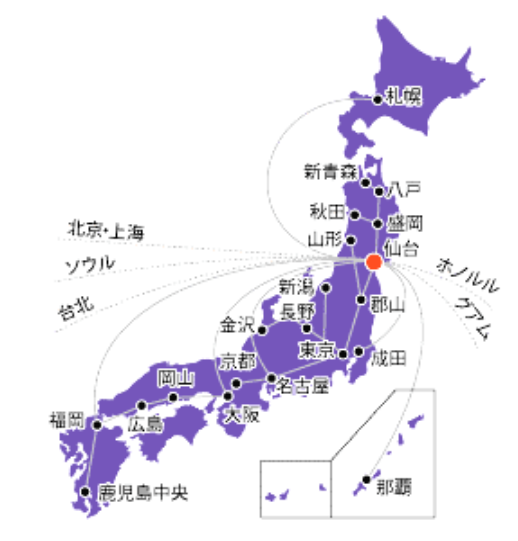 札幌
新青森
八戸
秋田
盛岡
山形
仙台
北京・上海
ソウル
台北
ホノルル
グアム
新潟
郡山
長野
金沢
東京
成田
京都
名古屋
岡山
大阪
広島
福岡
鹿児島中央
那覇